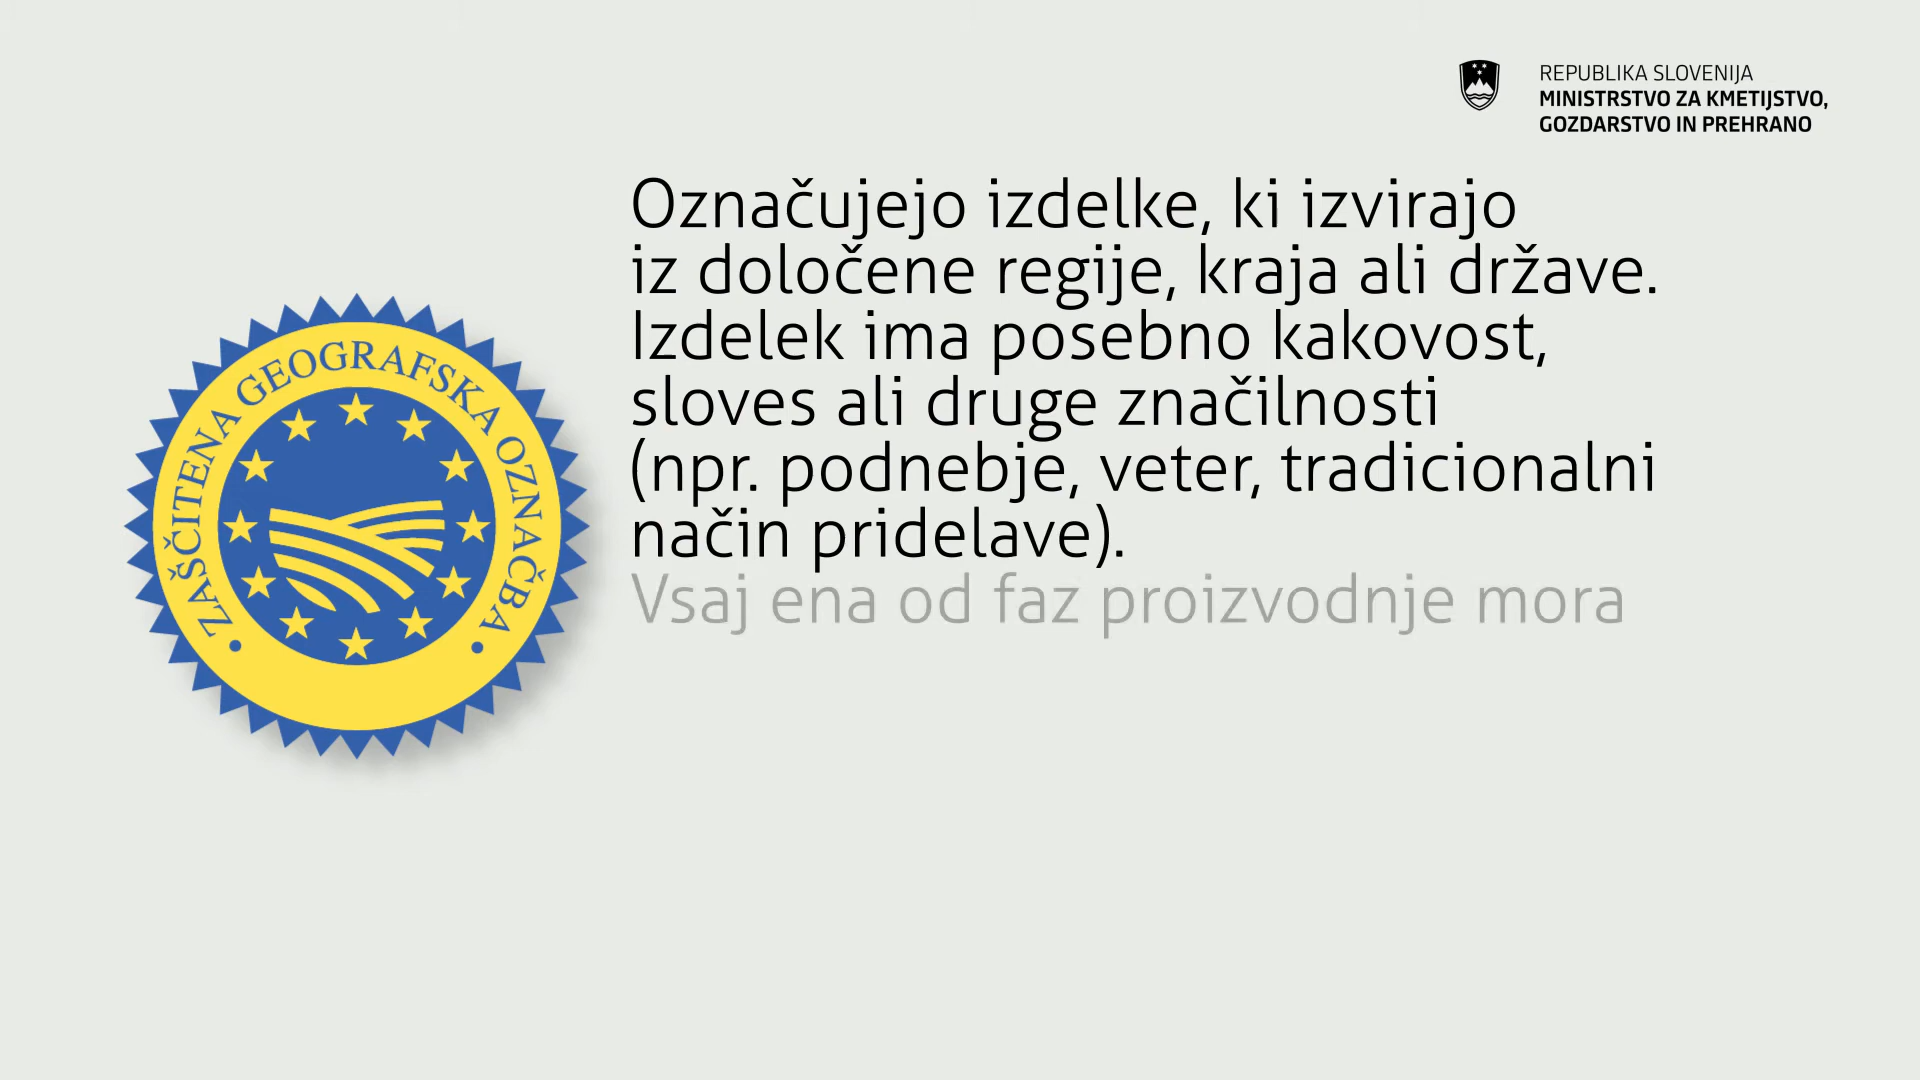 REPUBLIKA SLOVENIJA
MINISTRSTVO ZA KMETIJSTVO,
GOZDARSTVO IN PREHRANO
Označujejo izdelke, ki izvirajo
iz določene regije, kraja ali države.
Izdelek ima posebno kakovost,
sloves ali druge značilnosti
(npr. podnebje, veter, tradicionalni
način pridelave).
Vsaj ena od faz proizvodnje mora
• ZAŠČITENA GEOGRAFSKA OZNAČBA •